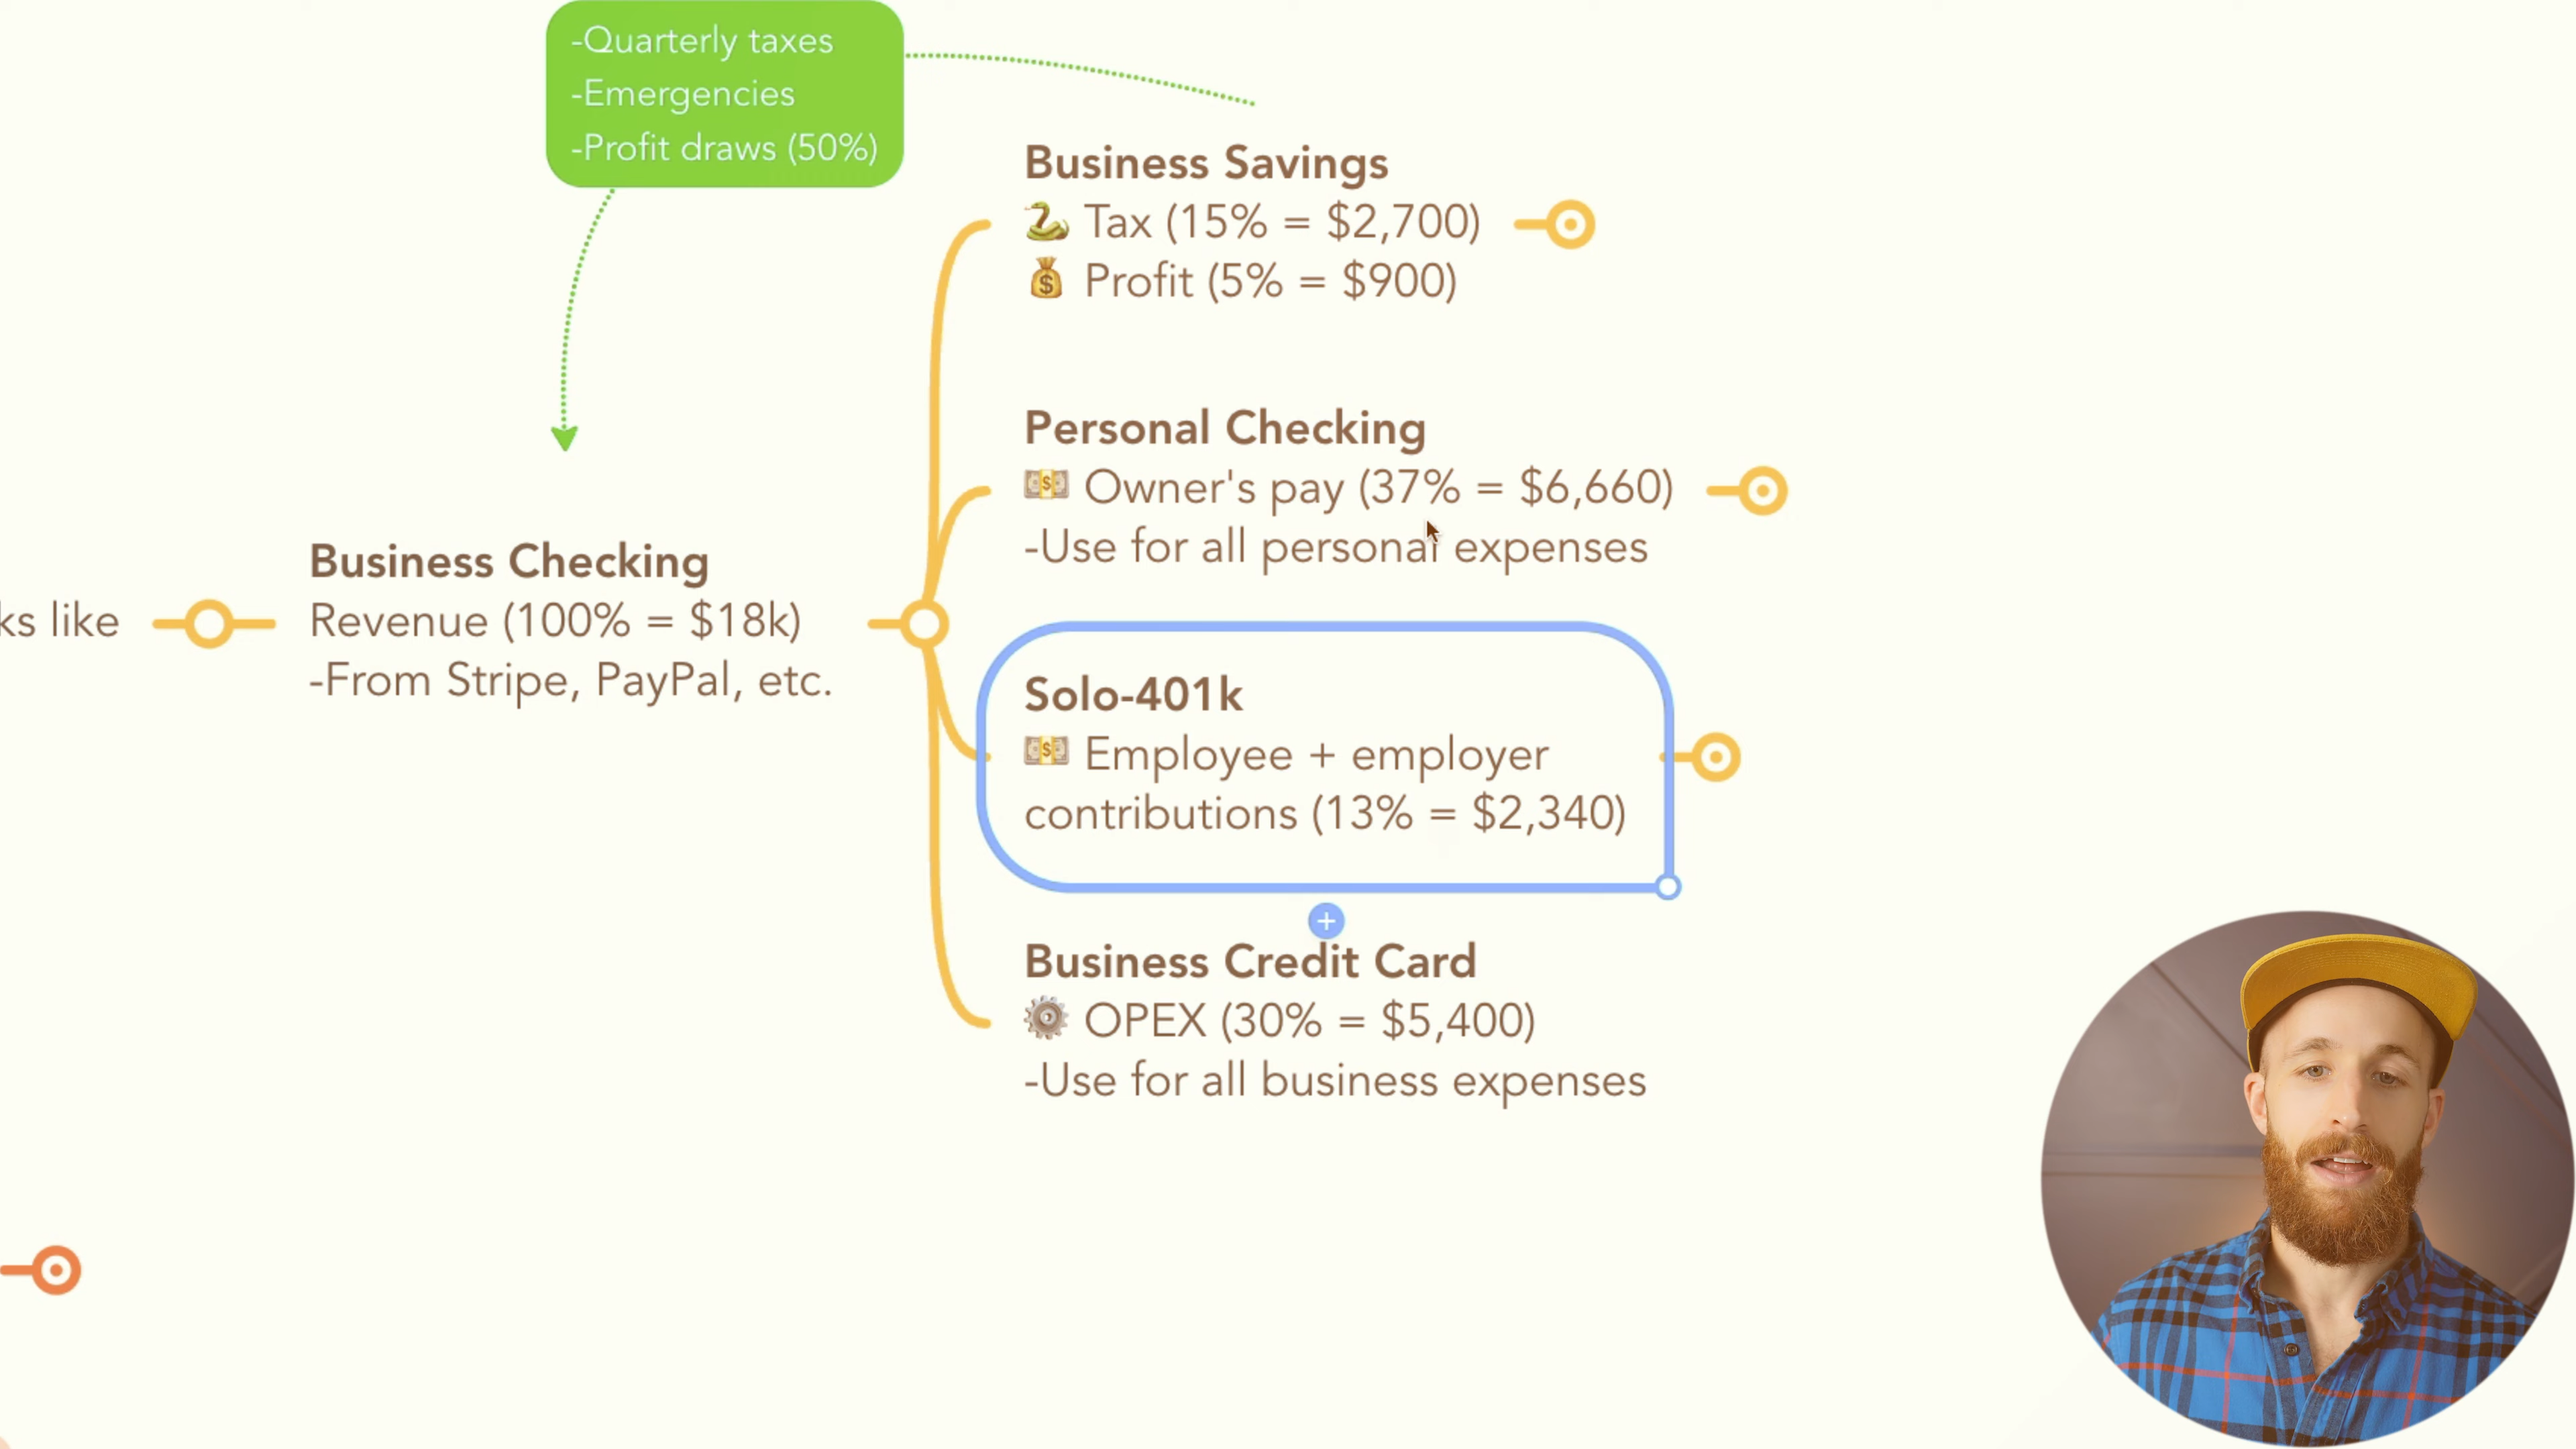 -Quarterly taxes
-Emergencies
-Profit draws (50%)
Business Savings
🐍 Tax (15% = $2,700)
💰 Profit (5% = $900)
Personal Checking
💵 Owner's pay (37% = $6,660)
-Use for all personal expenses
ks like
Business Checking
Revenue (100% = $18k)
-From Stripe, PayPal, etc.
Solo-401k
💵 Employee + employer
contributions (13% = $2,340)
Business Credit Card
⚙️ OPEX (30% = $5,400)
-Use for all business expenses